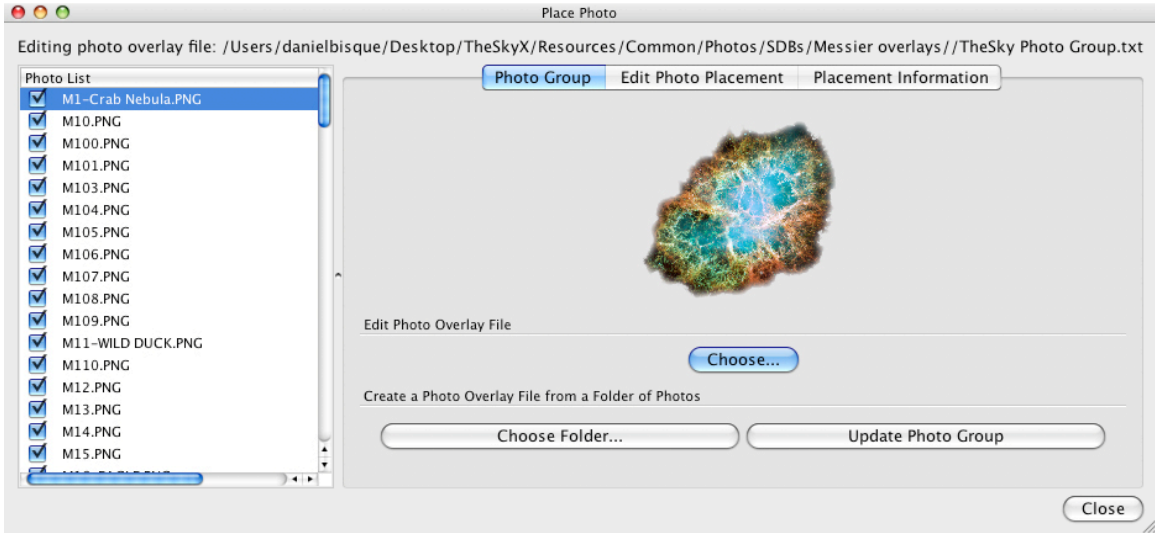 Place Photo
Editing photo overlay file: /Users/danielbisque/Desktop/TheSkyX/Resources/Common/Photos/SDBs/Messier overlays//TheSky Photo Group.txt
Photo List
M1-Crab Nebula.PNG
M10.PNG
M100.PNG
M101.PNG
M103.PNG
M104.PNG
M105.PNG
M106.PNG
M107.PNG
M108.PNG
M109.PNG
M11-WILD DUCK.PNG
M110.PNG
M12.PNG
M13.PNG
M14.PNG
M15.PNG
Photo Group
Edit Photo Placement
Placement Information
Edit Photo Overlay File
Choose...
Create a Photo Overlay File from a Folder of Photos
Choose Folder...
Update Photo Group
Close